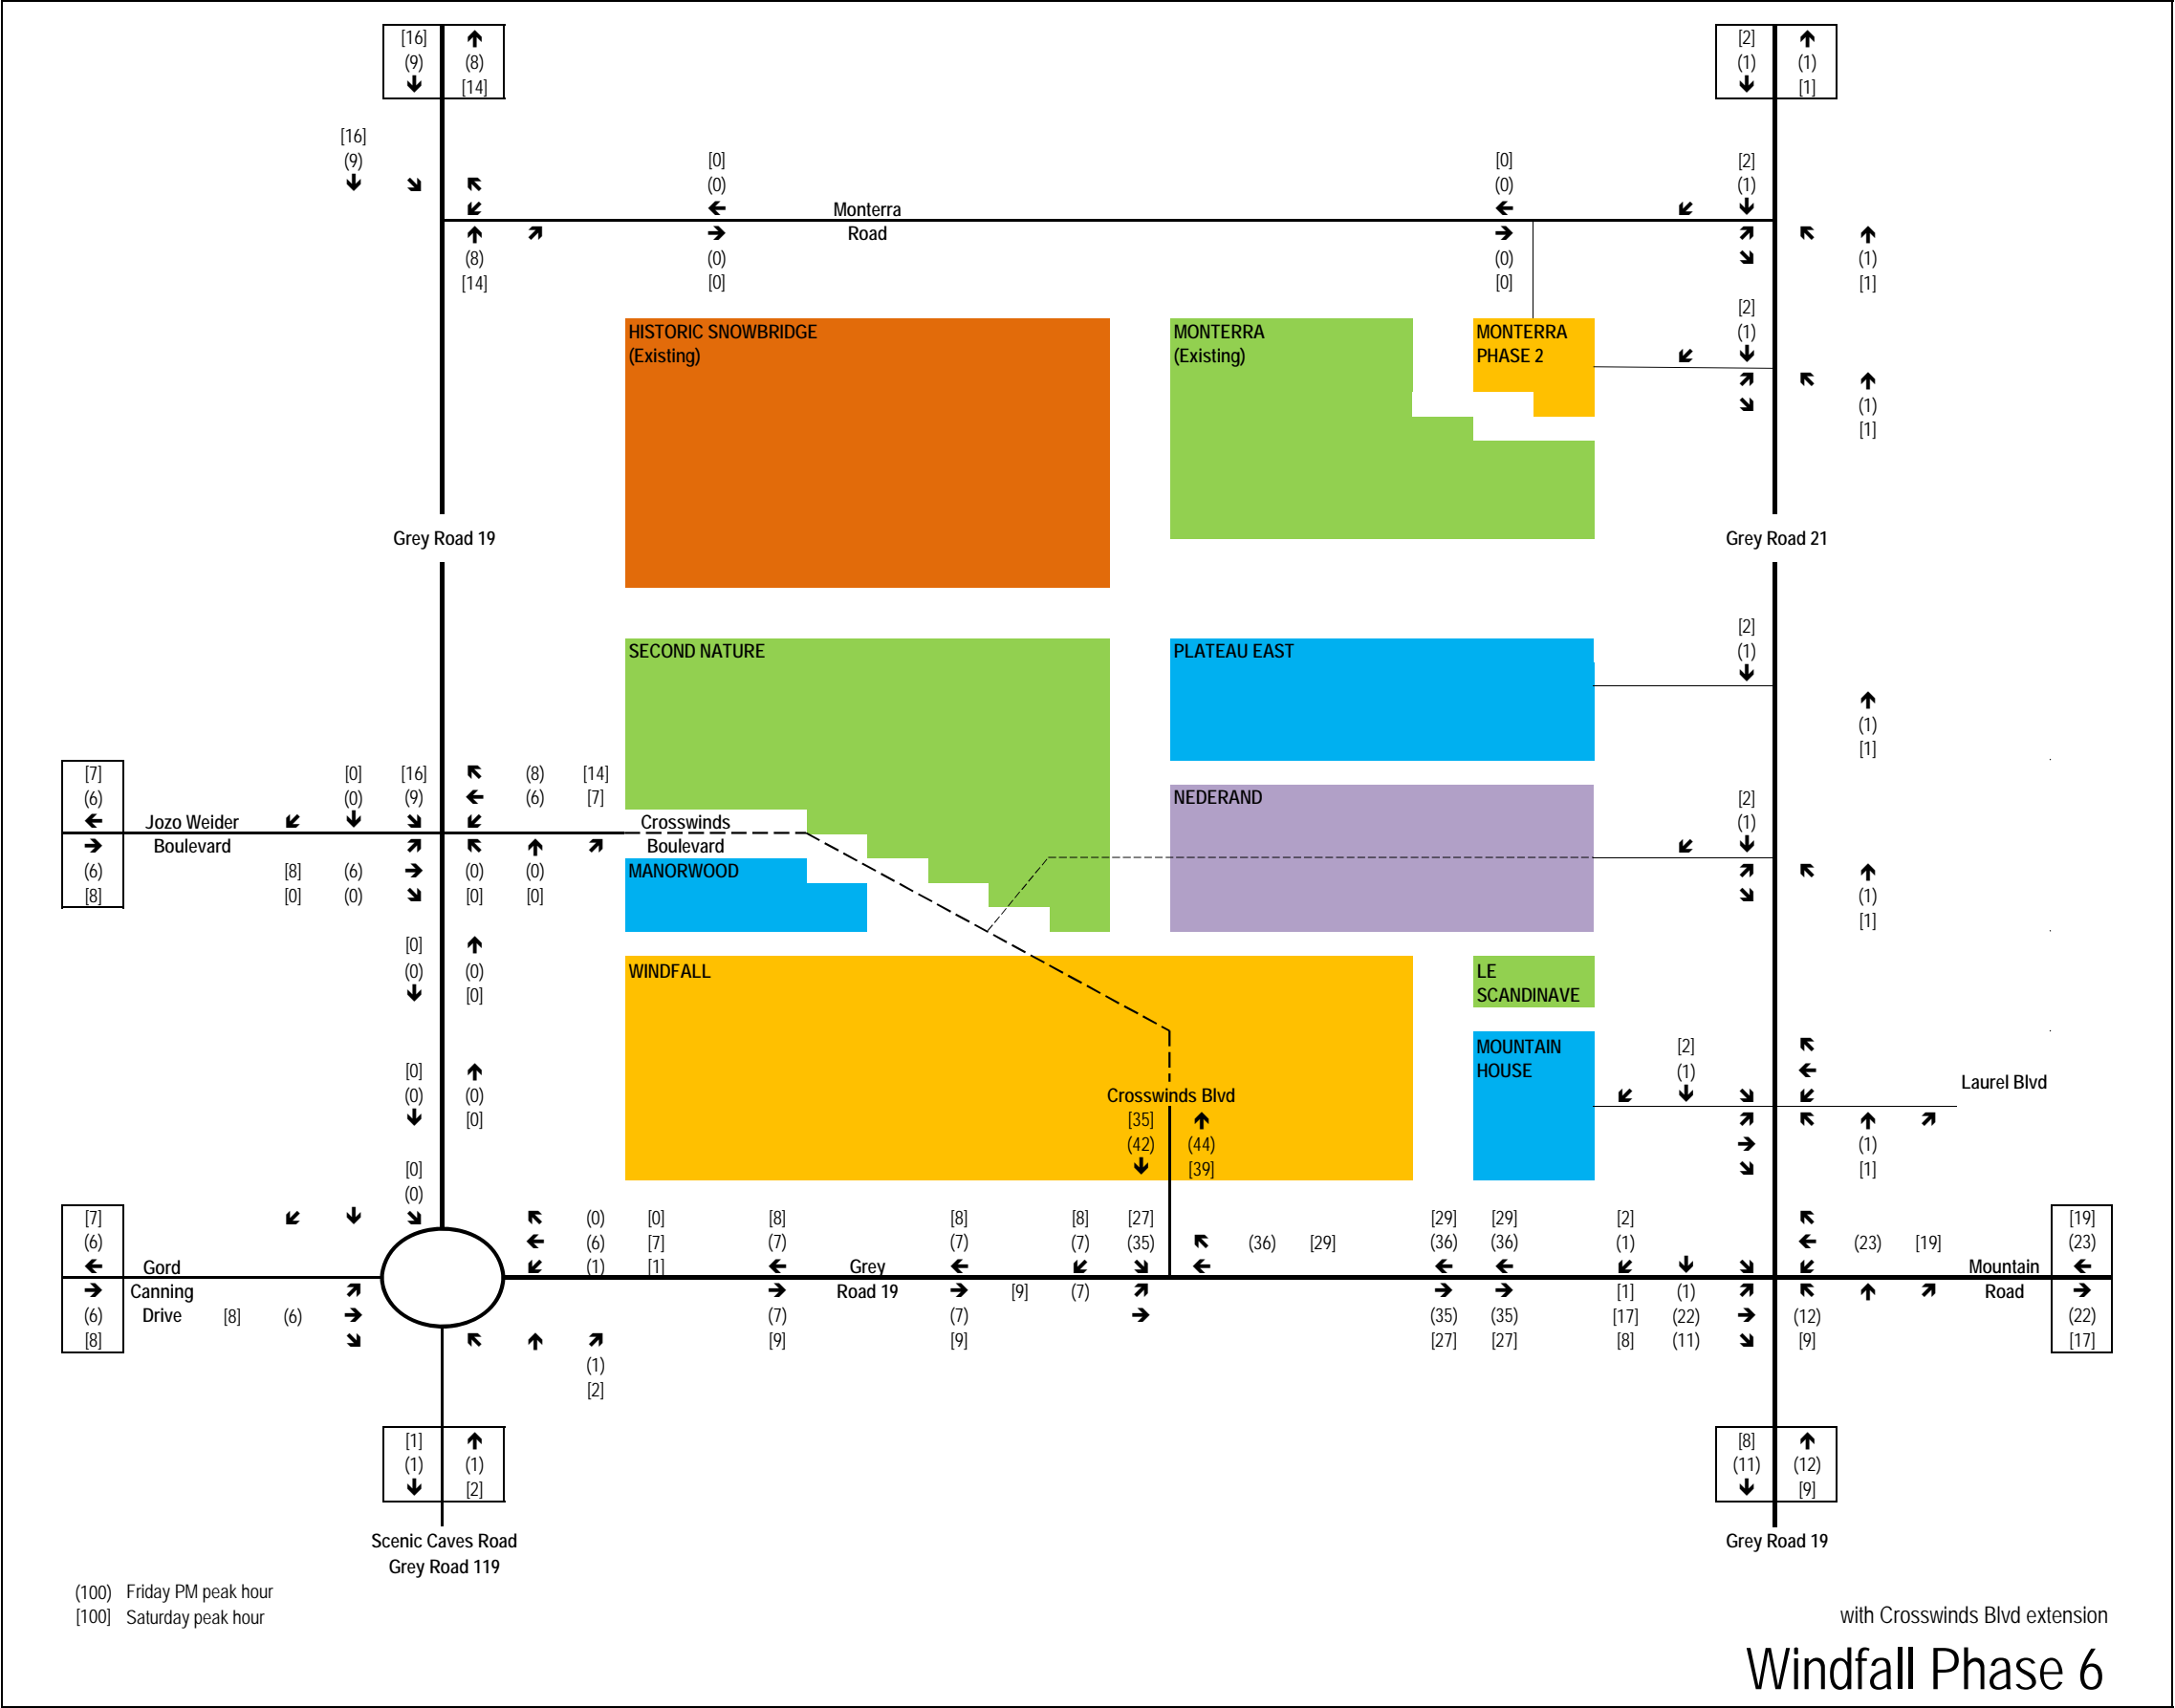 [16] [2]
(9) (8) (1) (1)
[14] [1]
[16]
(9) [0] [0] [2]
(0) (0) (1)
Monterra
Road
(8) (0) (0) (1)
[14] [0] [0] [1]
[2]
HISTORIC SNOWBRIDGE MONTERRA MONTERRA (1)
(Existing) (Existing) PHASE 2
(1)
[1]
Grey Road 19 Grey Road 21
[2]
SECOND NATURE PLATEAU EAST (1)
(1)
[1]
[7] [0] [16] (8) [14]
(6) (0) (9) (6) [7] NEDERAND [2]
(1)
Jozo Weider Crosswinds
Boulevard Boulevard
(6) [8] (6) (0) (0) MANORWOOD (1)
[8] [0] (0) [0] [0] [1]
[0]
(0) (0) WINDFALL LE
[0] SCANDINAVE
[0] MOUNTAIN [2]
(0) (0) HOUSE (1)
Laurel Blvd
[0] Crosswinds Blvd
[35] (1)
(42) (44)
[0] [39] [1]
(0)
[7] (0) [0] [8] [8] [8] [27] [29] [29] [2] [19]
(6) (6) [7] (7) (7) (7) (35) (36) [29] (36) (36) (1) (23) [19] (23)
Gord (1) [1] Grey Mountain
Canning Road 19 [9] (7) [1] (1) Road
(6) Drive [8] (6) (7) (7) (35) (35) [17] (22) (12) (22)
[8] [9] [9] [27] [27] [8] (11) [9] [17]
(1)
[2]
[1] [8]
(1) (1) (11) (12)
[2] [9]
Scenic Caves Road Grey Road 19
Grey Road 119
(100) Friday PM peak hour
[100] Saturday peak hour
with Crosswinds Blvd extension
Windfall Phase 6